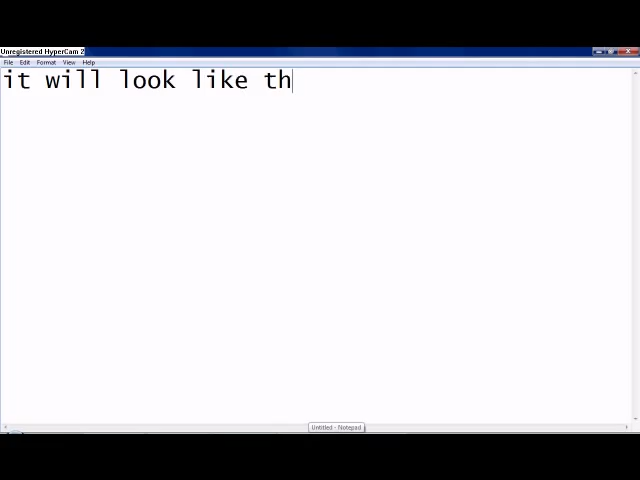 Unregistered HyperCam 2
File Edit Format View Help
it will look like th
Untitled - Notepad